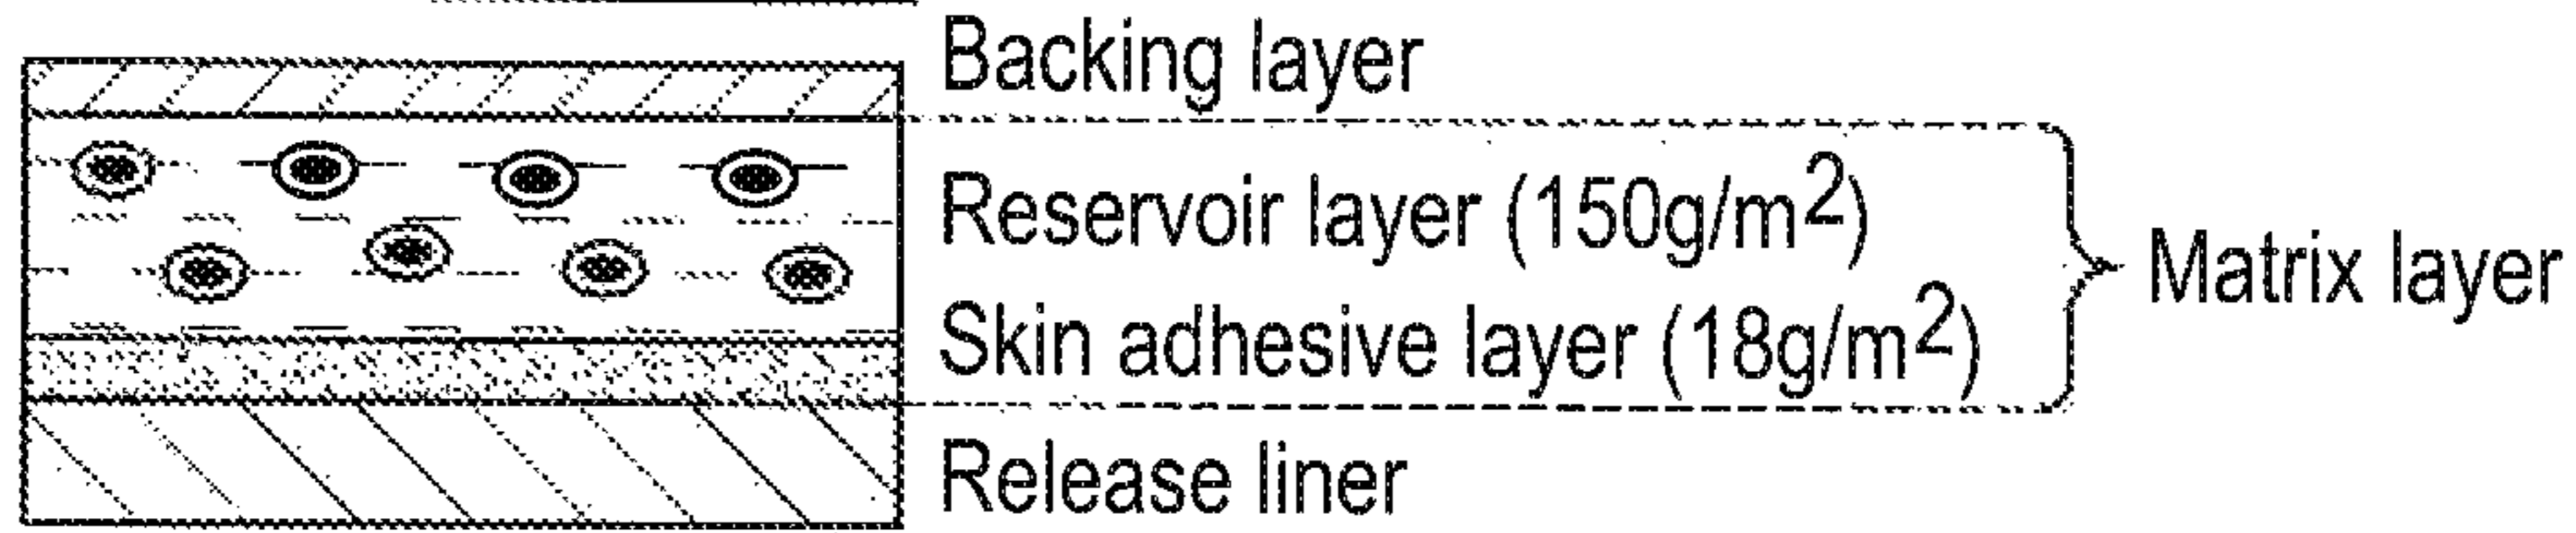 Backing layer
Reservoir layer (150g/m²)
Skin adhesive layer (18g/m²)
Matrix layer
Release liner